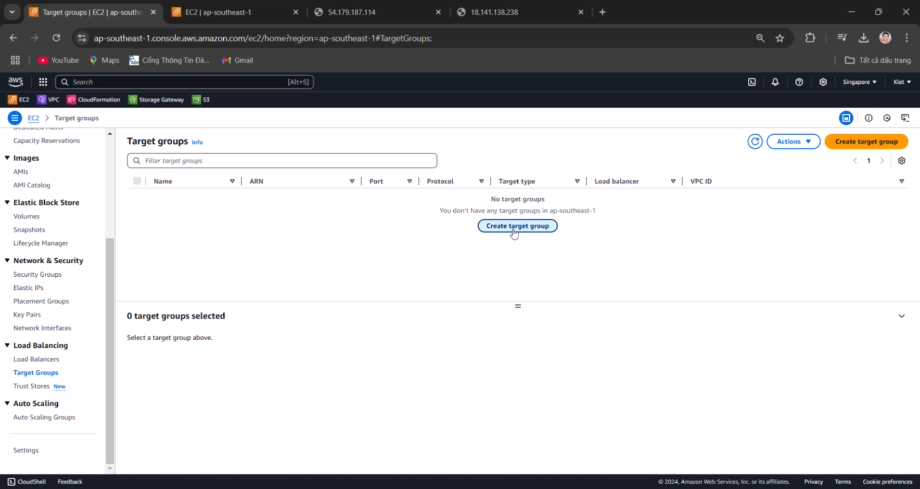 Target groups | EC2 | ap-southe
EC2 | ap-southeast-1
54.179.187.114
18.141.138.238
ap-southeast-1.console.aws.amazon.com/ec2/home?region=ap-southeast-1#TargetGroups:
YouTube
Maps
Cổng Thông Tin Đà...
Gmail
Tất cả dấu trang
aws
Search
[Alt+S]
Singapore
Kiet
EC2
VPC
CloudFormation
Storage Gateway
S3
EC2 > Target groups
Capacity Reservations
Images
AMIs
AMI Catalog
Elastic Block Store
Volumes
Snapshots
Lifecycle Manager
Network & Security
Security Groups
Elastic IPs
Placement Groups
Key Pairs
Network Interfaces
Load Balancing
Load Balancers
Target Groups
Trust Stores New
Auto Scaling
Auto Scaling Groups
Settings
Target groups Info
Actions
Create target group
Filter target groups
1
Name
ARN
Port
Protocol
Target type
Load balancer
VPC ID
No target groups
You don't have any target groups in ap-southeast-1
Create target group
0 target groups selected
Select a target group above.
CloudShell
Feedback
© 2024, Amazon Web Services, Inc. or its affiliates.
Privacy
Terms
Cookie preferences